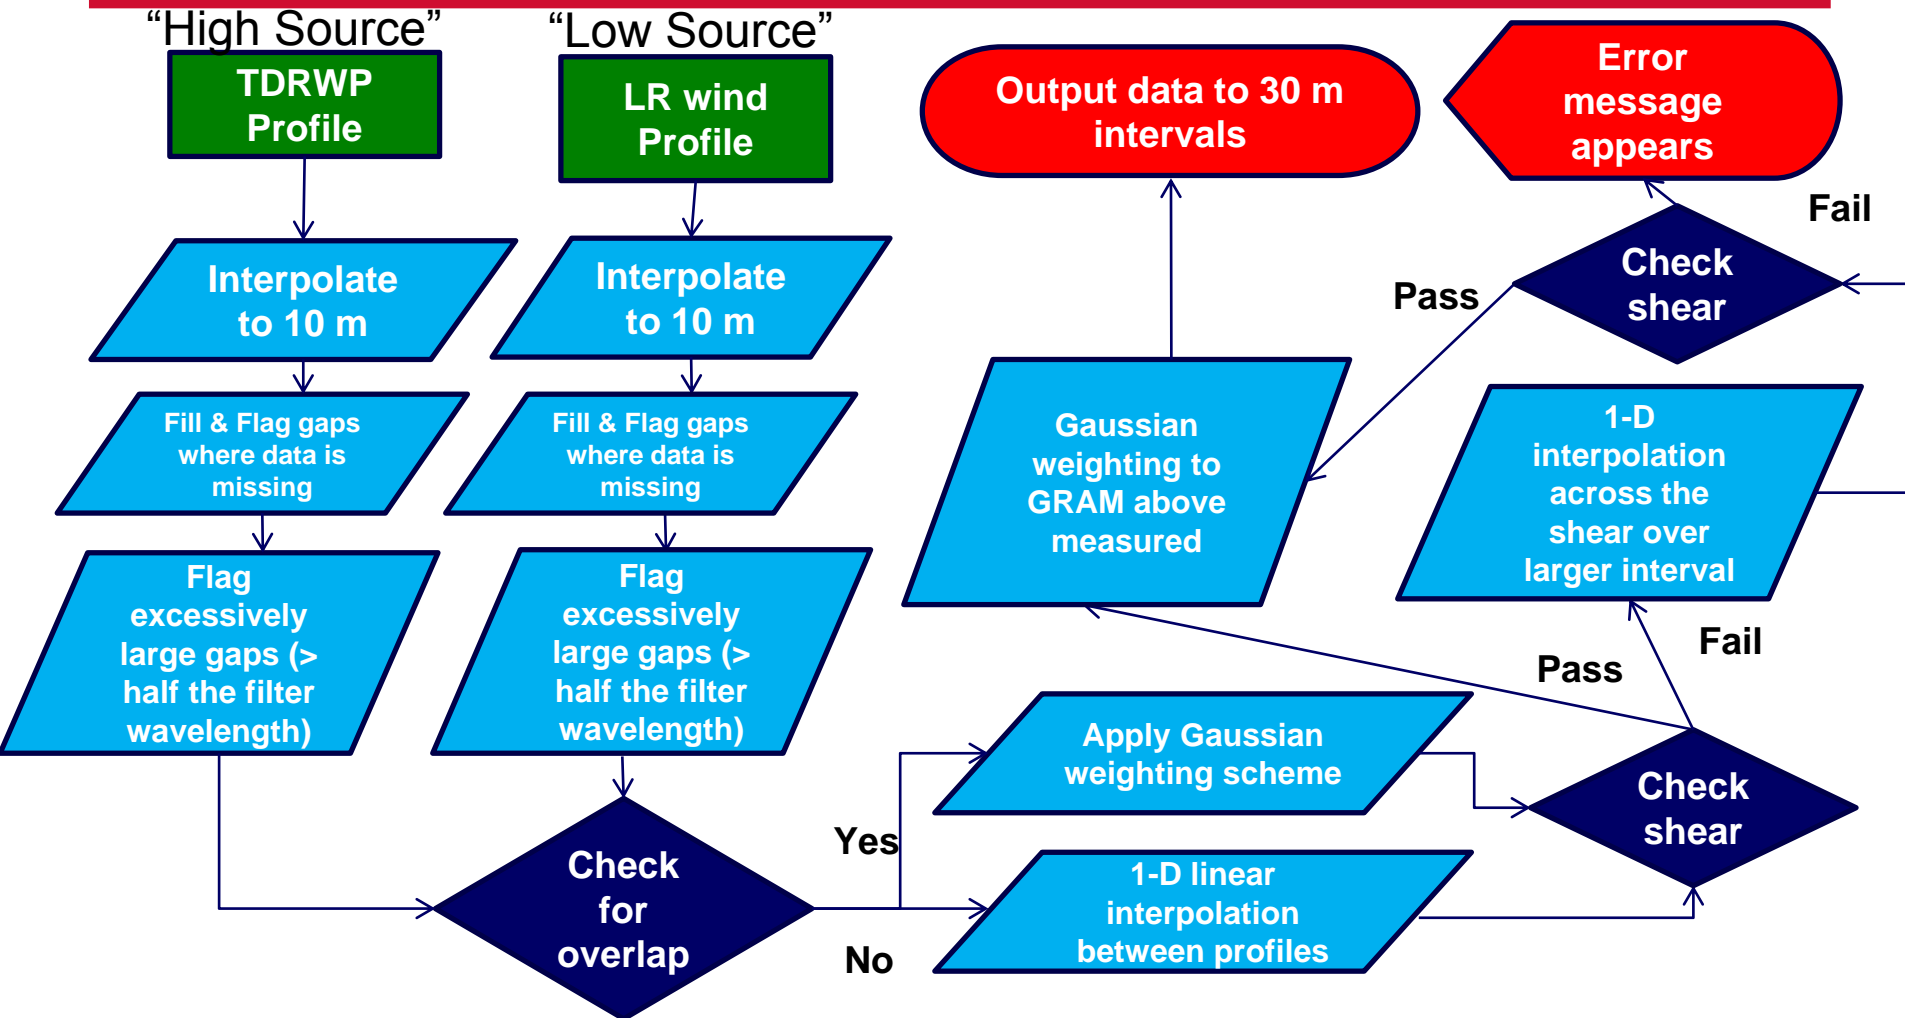 “High Source”
“Low Source”
TDRWP
Profile
LR wind
Profile
Output data to 30 m
intervals
Error
message
appears
Interpolate
to 10 m
Interpolate
to 10 m
Fail
Check
shear
Pass
Fill & Flag gaps
where data is
missing
Fill & Flag gaps
where data is
missing
Gaussian
weighting to
GRAM above
measured
1-D
interpolation
across the
shear over
larger interval
Flag
excessively
large gaps (>
half the filter
wavelength)
Flag
excessively
large gaps (>
half the filter
wavelength)
Pass
Fail
Apply Gaussian
weighting scheme
Check
shear
Yes
Check
for
overlap
No
1-D linear
interpolation
between profiles